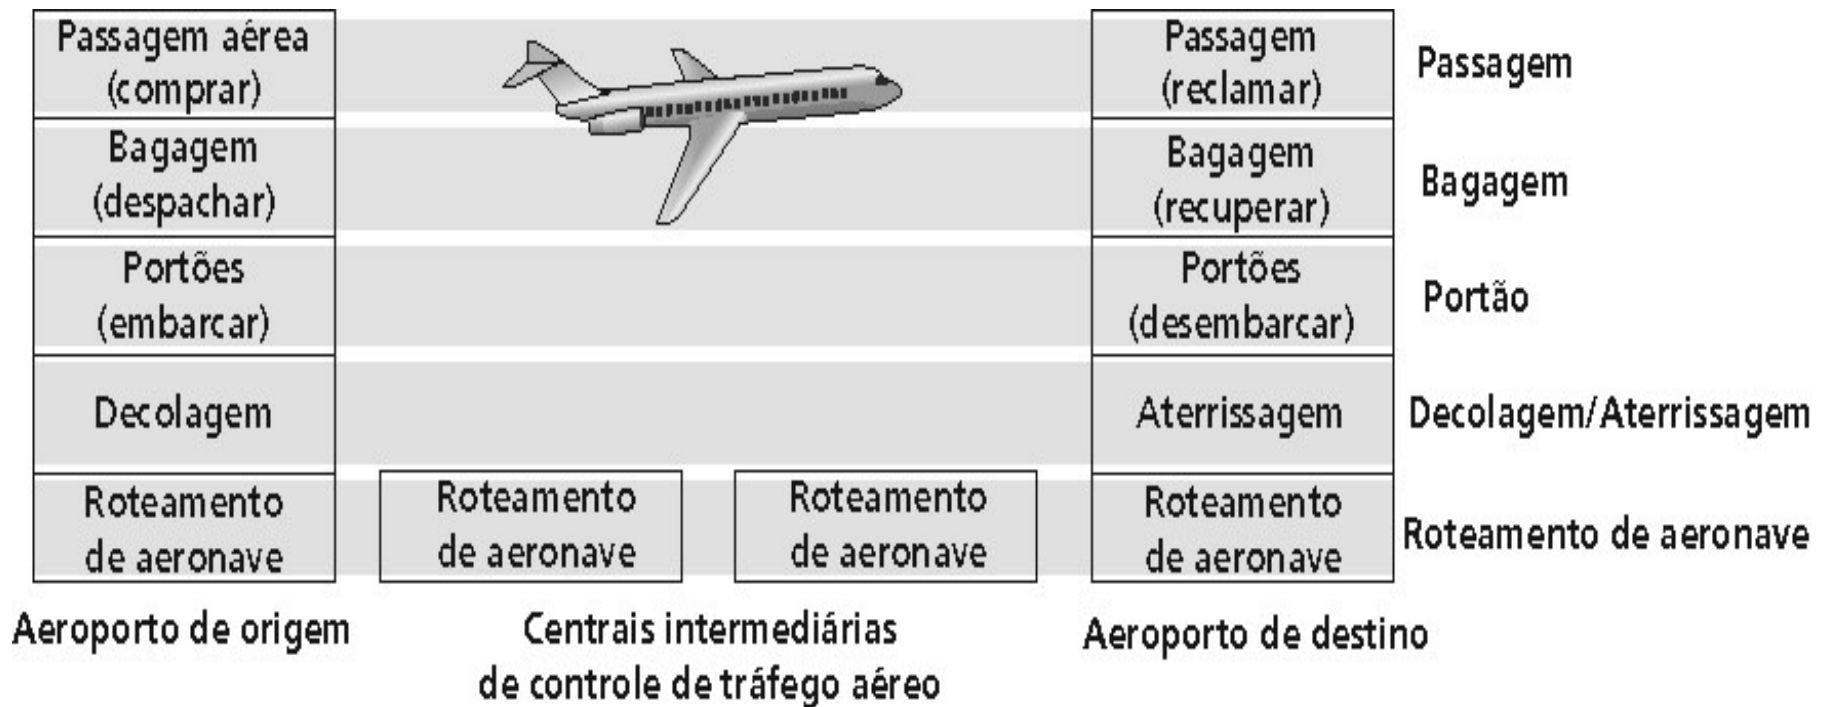 Passagem aérea
(comprar)
Passagem
(reclamar)
Passagem
Bagagem
(despachar)
Bagagem
(recuperar)
Bagagem
Portões
(embarcar)
Portões
(desembarcar)
Portão
Decolagem
Aterrissagem
Decolagem/Aterrissagem
Roteamento
de aeronave
Roteamento
de aeronave
Roteamento
de aeronave
Roteamento
de aeronave
Roteamento de aeronave
Aeroporto de origem
Centrais intermediárias
de controle de tráfego aéreo
Aeroporto de destino